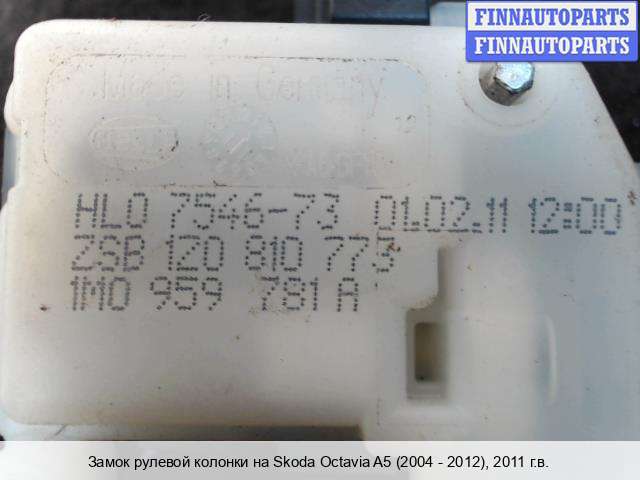 FINNAUTOPARTS
FINNAUTOPARTS
Made in Germany
HLO 7546-73 01.02.11 12:00
ZSB 1Z0 810 773
1M0 959 781 A
Замок рулевой колонки на Skoda Octavia A5 (2004 - 2012), 2011 г.в.